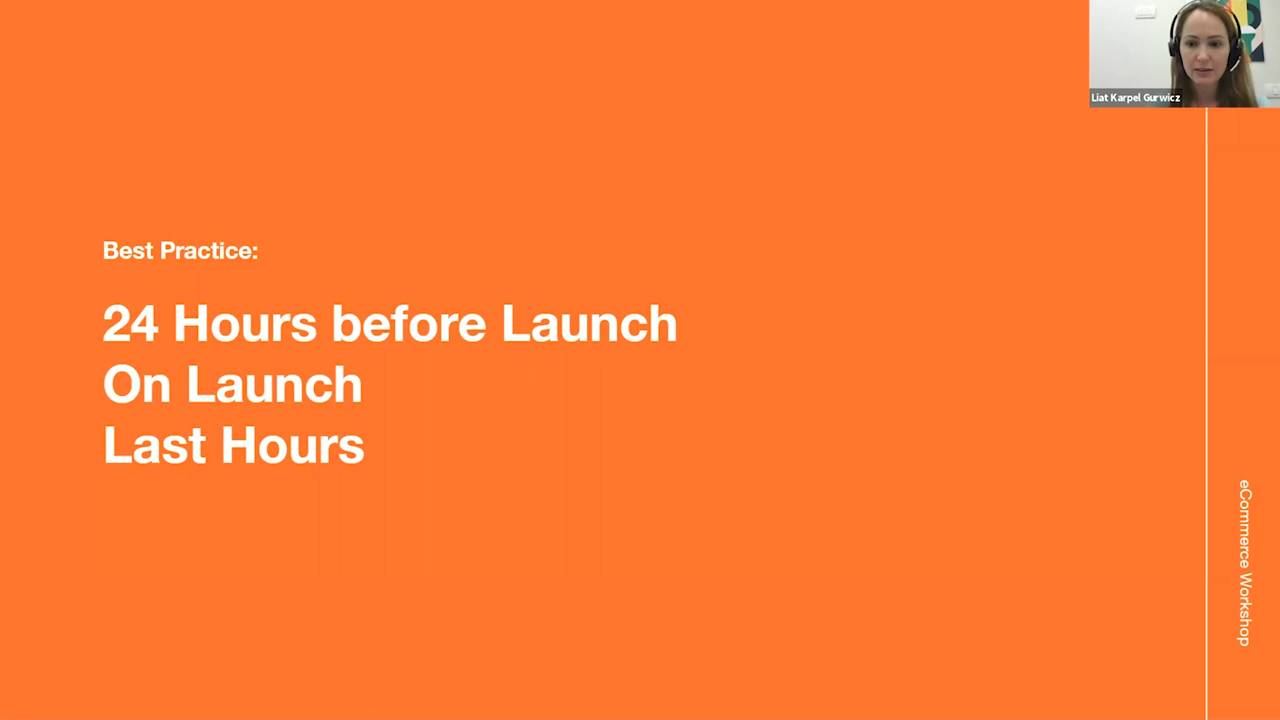 Liat Karpel Gurwicz
Best Practice:
24 Hours before Launch
On Launch
Last Hours
eCommerce Workshop